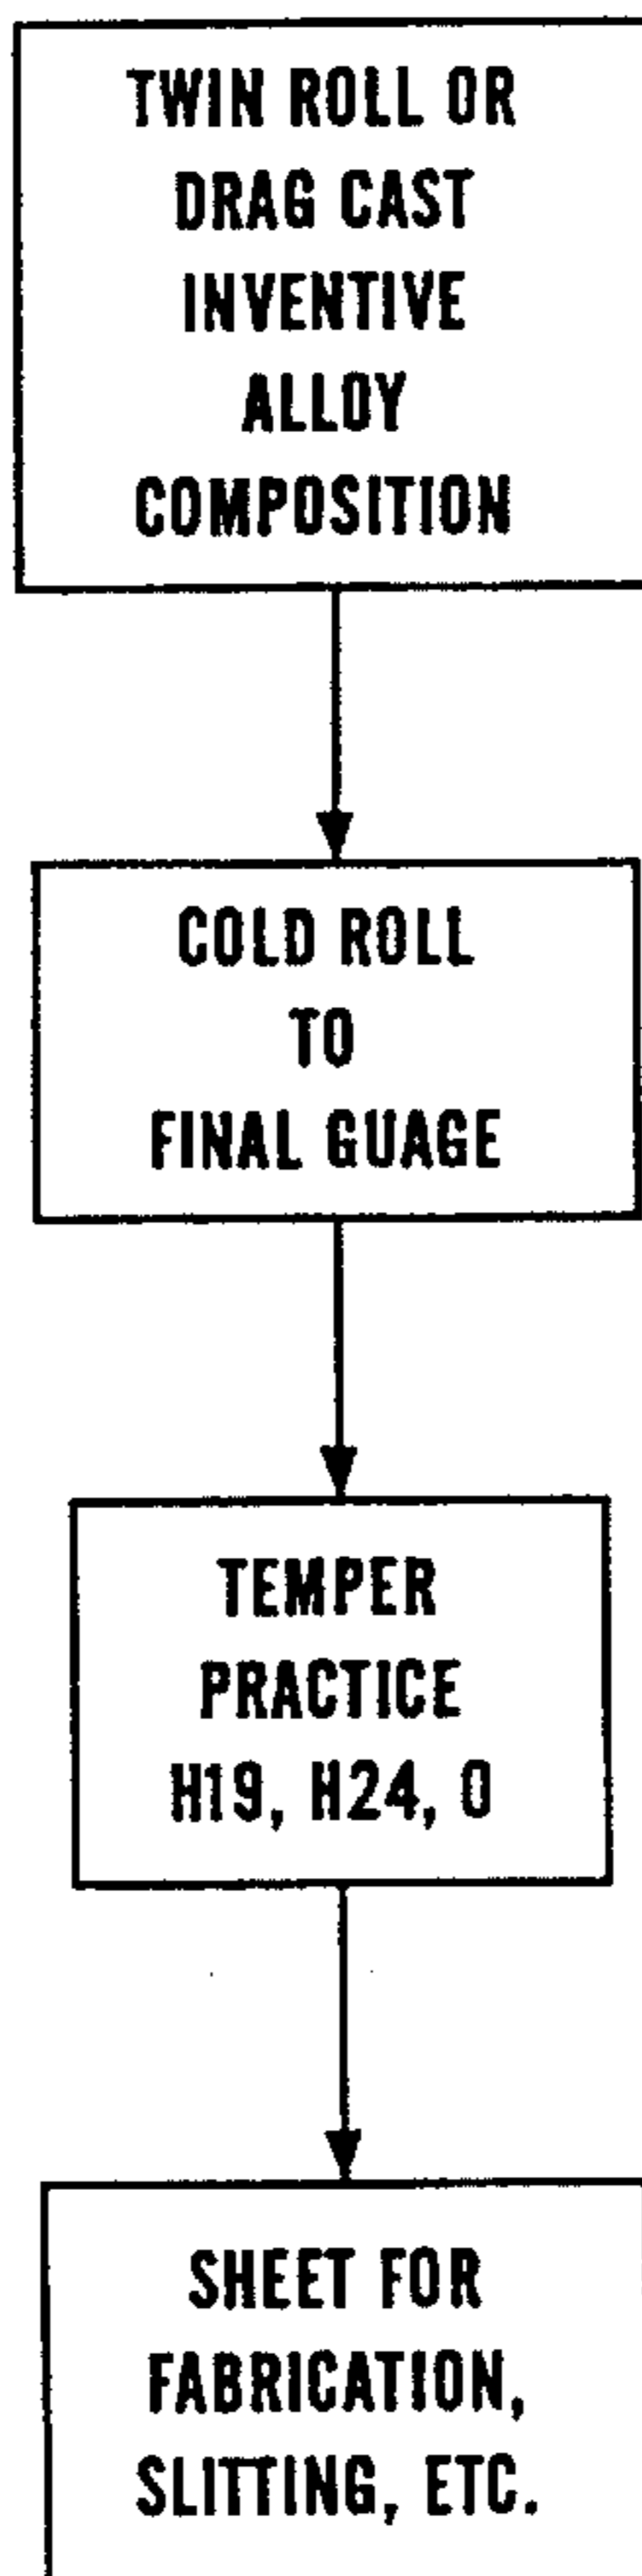 TWIN ROLL OR
DRAG CAST
INVENTIVE
ALLOY
COMPOSITION
COLD ROLL
TO
FINAL GUAGE
TEMPER
PRACTICE
H19, H24, O
SHEET FOR
FABRICATION,
SLITTING, ETC.